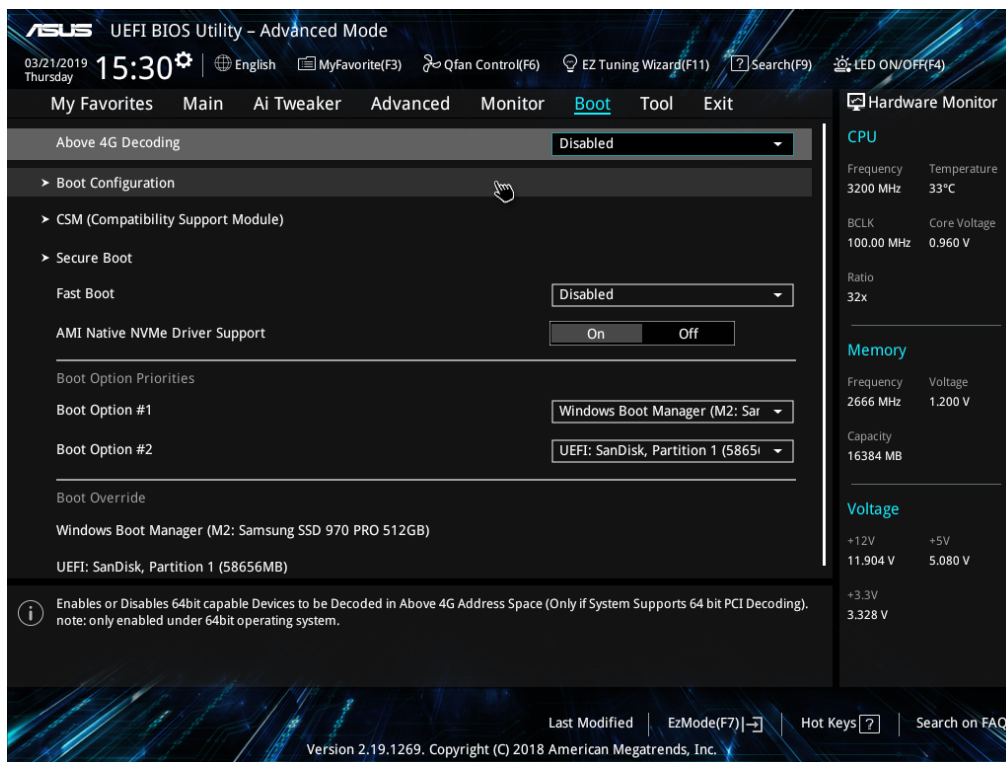 ASUS UEFI BIOS Utility – Advanced Mode
03/21/2019
Thursday
15:30
English MyFavorite(F3) Qfan Control(F6) EZ Tuning Wizard(F11) ? Search(F9) LED ON/OFF(F4)
My Favorites Main Ai Tweaker Advanced Monitor Boot Tool Exit
Above 4G Decoding Disabled
Boot Configuration
CSM (Compatibility Support Module)
Secure Boot
Fast Boot Disabled
AMI Native NVMe Driver Support On Off
Boot Option Priorities
Boot Option #1 Windows Boot Manager (M2: Sar
Boot Option #2 UEFI: SanDisk, Partition 1 (5865
Boot Override
Windows Boot Manager (M2: Samsung SSD 970 PRO 512GB)
UEFI: SanDisk, Partition 1 (58656MB)
Enables or Disables 64bit capable Devices to be Decoded in Above 4G Address Space (Only if System Supports 64 bit PCI Decoding).
note: only enabled under 64bit operating system.
Hardware Monitor
CPU
Frequency Temperature
3200 MHz 33°C
BCLK Core Voltage
100.00 MHz 0.960 V
Ratio
32x
Memory
Frequency Voltage
2666 MHz 1.200 V
Capacity
16384 MB
Voltage
+12V +5V
11.904 V 5.080 V
+3.3V
3.328 V
Last Modified EzMode(F7) Hot Keys ? Search on FAQ
Version 2.19.1269. Copyright (C) 2018 American Megatrends, Inc.